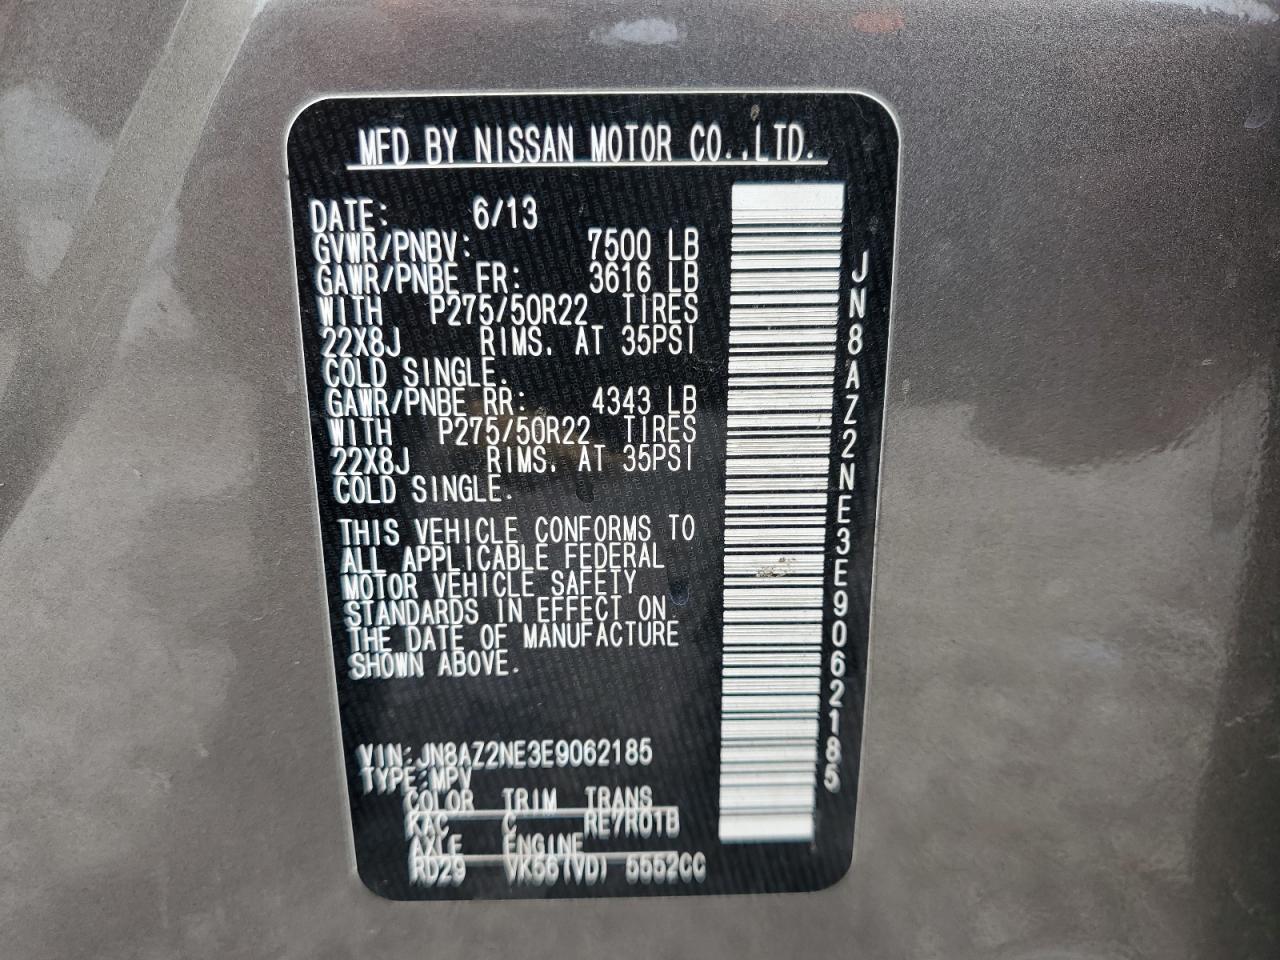 MFD BY NISSAN MOTOR CO.,LTD.
DATE: 6/13
GVWR/PNBV: 7500 LB
GAWR/PNBE FR: 3616 LB
WITH P275/50R22 TIRES
22X8J RIMS. AT 35PSI
COLD SINGLE.
GAWR/PNBE RR: 4343 LB
WITH P275/50R22 TIRES
22X8J RIMS. AT 35PSI
COLD SINGLE.
THIS VEHICLE CONFORMS TO
ALL APPLICABLE FEDERAL
MOTOR VEHICLE SAFETY
STANDARDS IN EFFECT ON
THE DATE OF MANUFACTURE
SHOWN ABOVE.
VIN:JN8AZ2NE3E9062185
TYPE:MPV
COLOR TRIM TRANS
KAC C RE7R01B
AXLE ENGINE
RD29 VK56(VD) 5552CC
JN8AZ2NE3E9062185